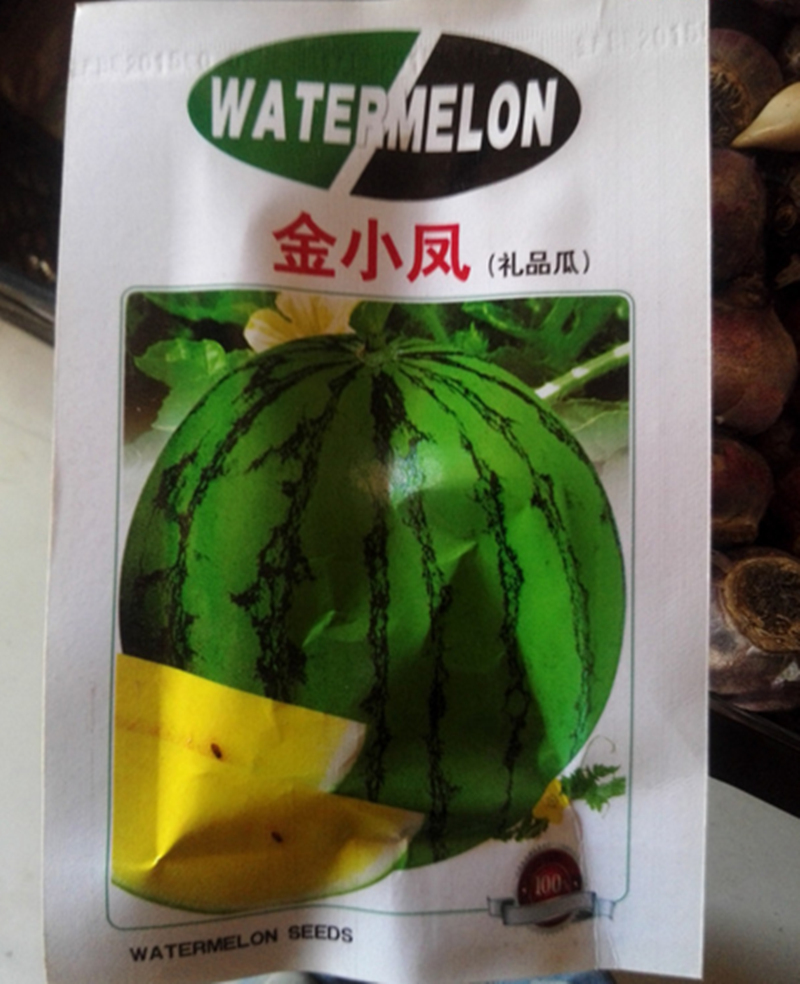 WATERMELON
金小凤 (礼品瓜)
100
WATERMELON SEEDS